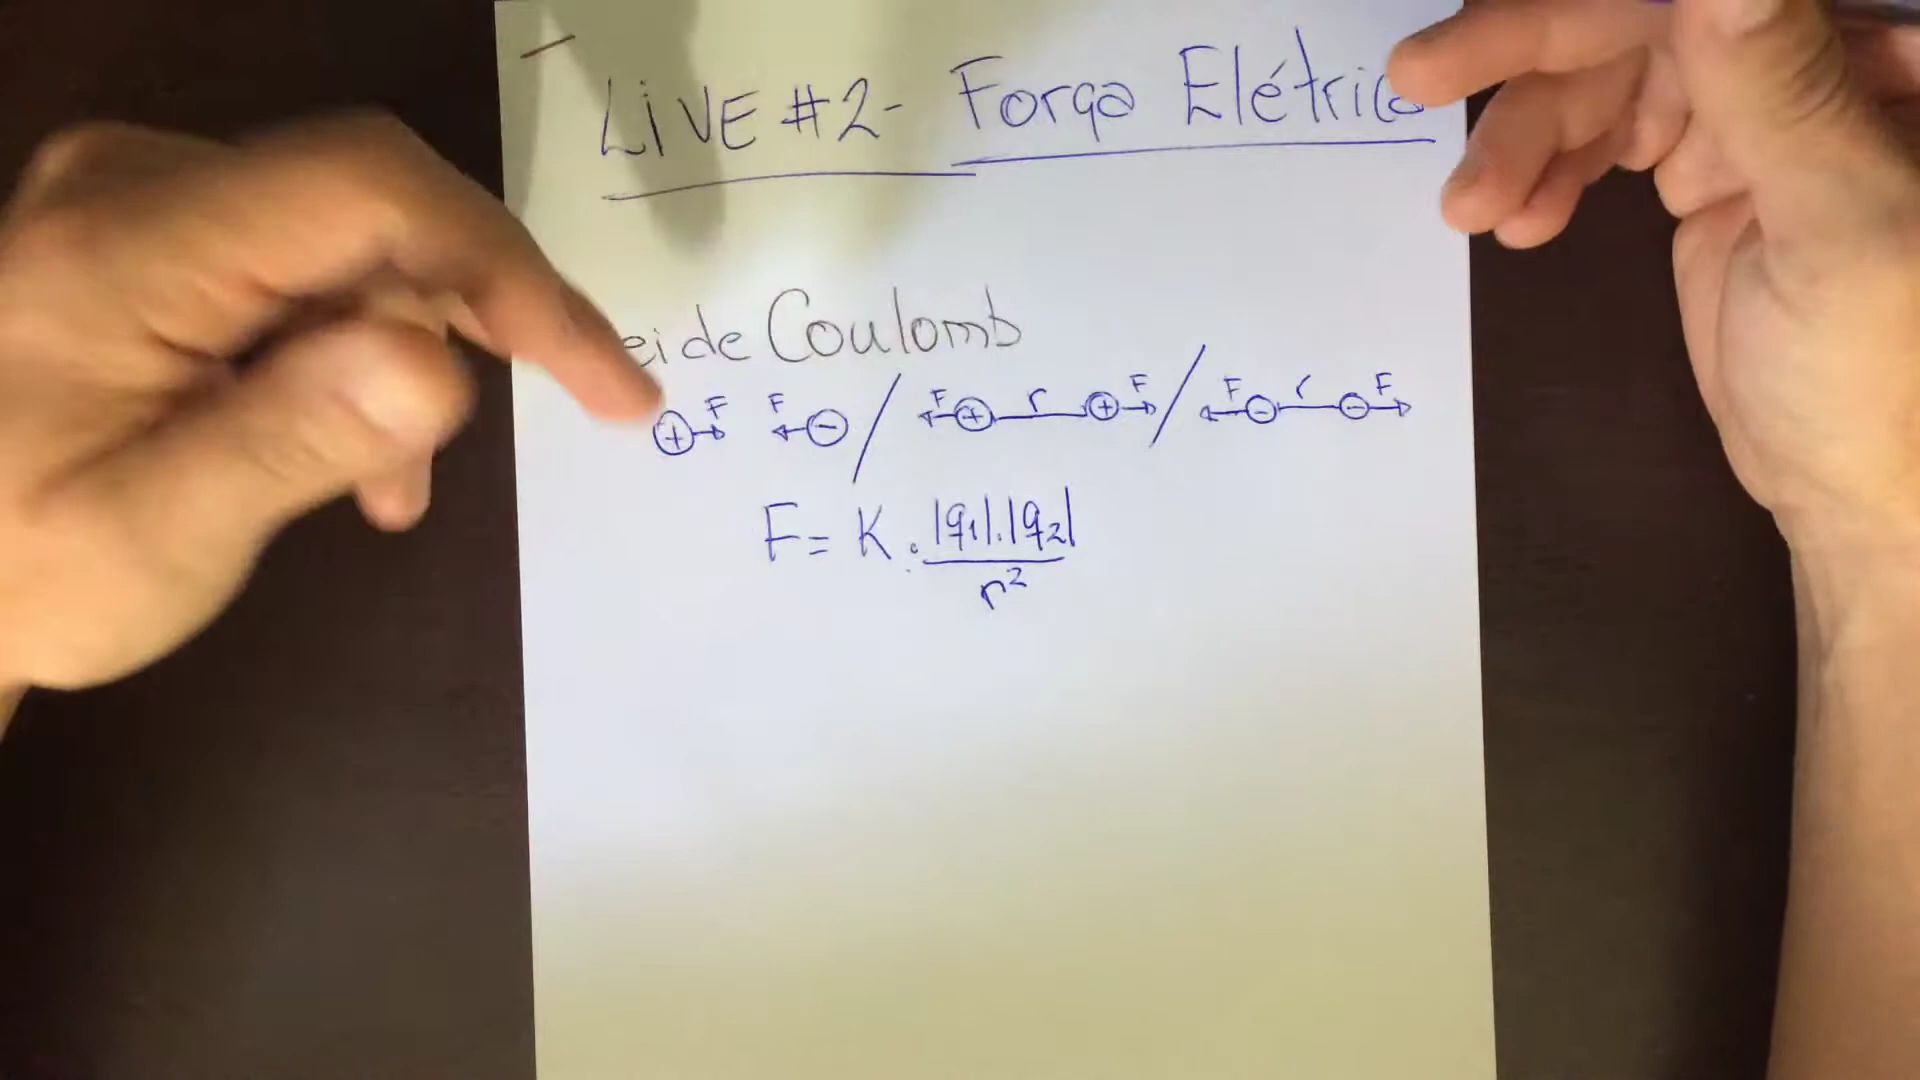 LIVE #2 - Força Elétrica
ei de Coulomb
+ F F - / F + r + F / F - r - F
F = K . |q1|.|q2|
r²